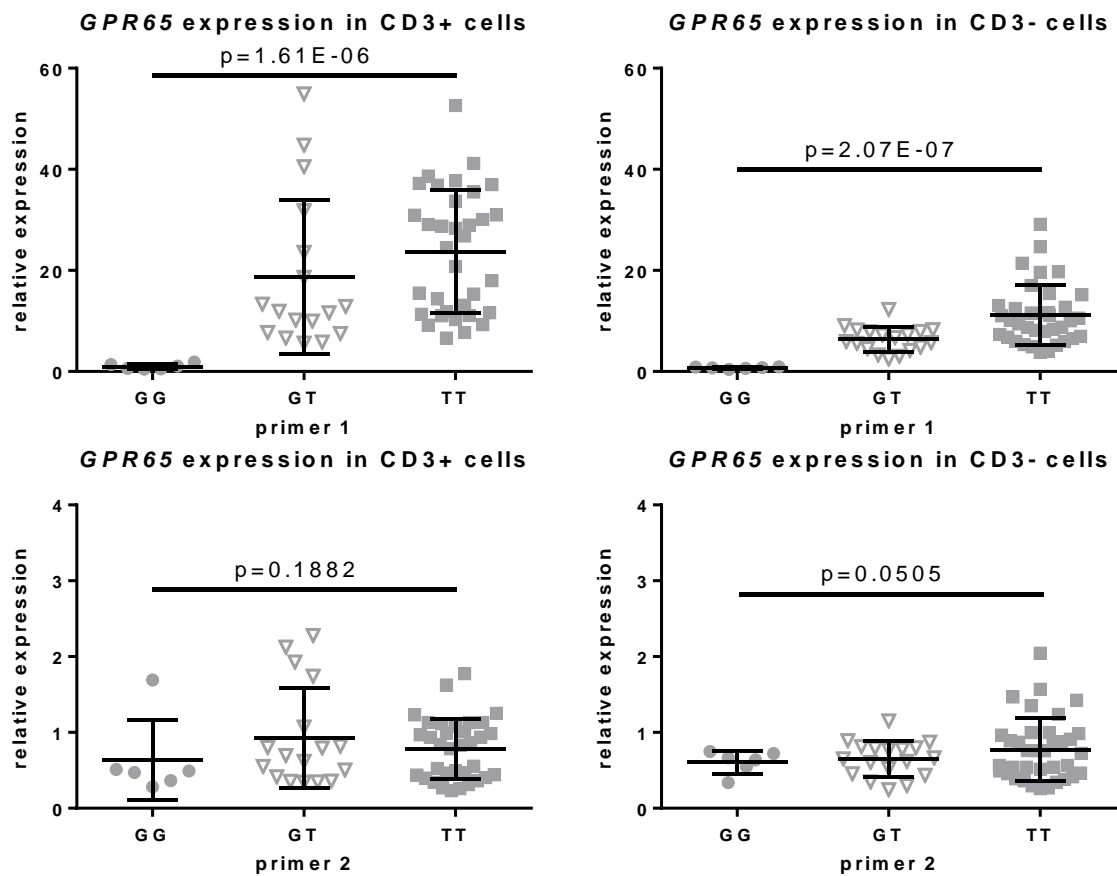 GPR65 expression in CD3+ cells
p=1.61E-06
60
40
20
0
relative expression
GG GT TT
primer 1
GPR65 expression in CD3- cells
p=2.07E-07
60
40
20
0
relative expression
GG GT TT
primer 1
GPR65 expression in CD3+ cells
p=0.1882
4
3
2
1
0
relative expression
GG GT TT
primer 2
GPR65 expression in CD3- cells
p=0.0505
4
3
2
1
0
relative expression
GG GT TT
primer 2